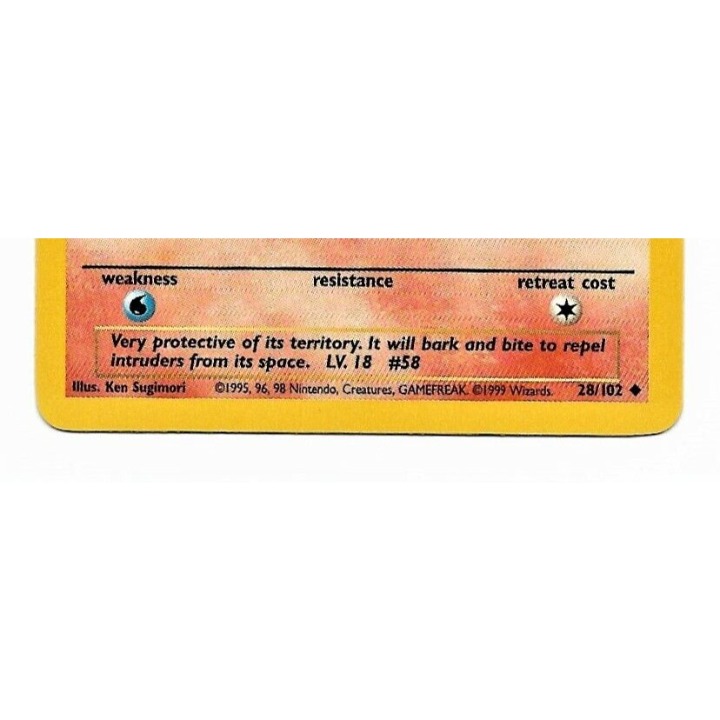 weakness resistance retreat cost
Very protective of its territory. It will bark and bite to repel
intruders from its space. LV. 18 #58
Illus. Ken Sugimori ©1995, 96, 98 Nintendo, Creatures, GAMEFREAK. ©1999 Wizards. 28/102